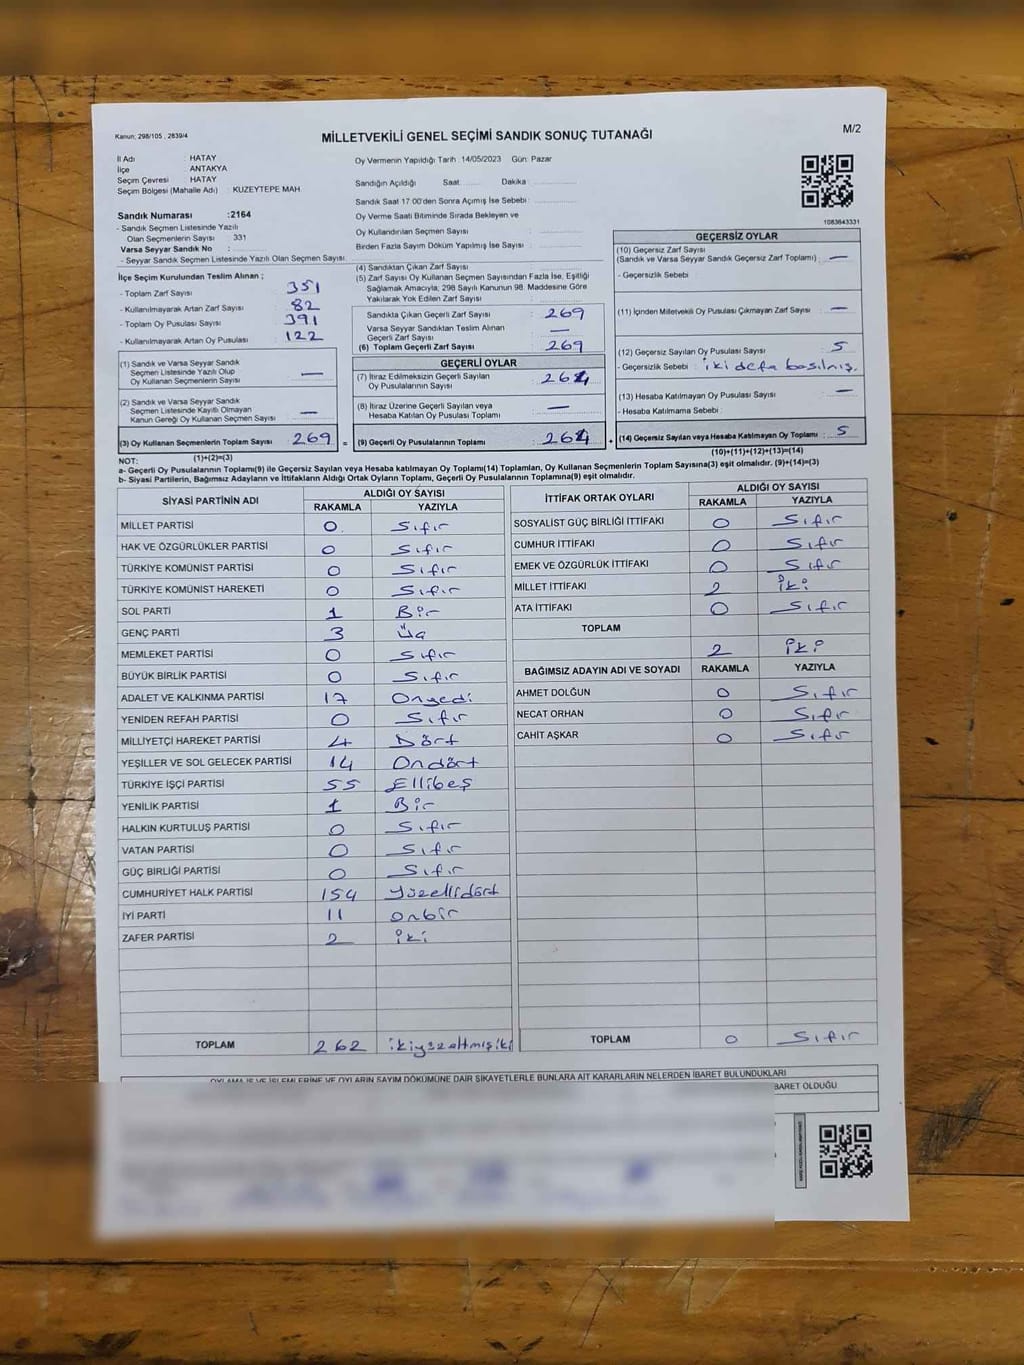 Kanun; 298/105 , 2839/4
MİLLETVEKİLİ GENEL SEÇİMİ SANDIK SONUÇ TUTANAĞI
M/2
İl Adı : HATAY
İlçe : ANTAKYA
Seçim Çevresi : HATAY
Seçim Bölgesi (Mahalle Adı) : KUZEYTEPE MAH.
Sandık Numarası :2164
- Sandık Seçmen Listesinde Yazılı
Olan Seçmenlerin Sayısı : 331
Varsa Seyyar Sandık No :
- Seyyar Sandık Seçmen Listesinde Yazılı Olan Seçmen Sayısı:
İlçe Seçim Kurulundan Teslim Alınan ;
- Toplam Zarf Sayısı : 351
- Kullanılmayarak Artan Zarf Sayısı : 82
- Toplam Oy Pusulası Sayısı : 391
- Kullanılmayarak Artan Oy Pusulası : 122
(1) Sandık ve Varsa Seyyar Sandık
Seçmen Listesinde Yazılı Olup
Oy Kullanan Seçmenlerin Sayısı : —
(2) Sandık ve Varsa Seyyar Sandık
Seçmen Listesinde Kayıtlı Olmayan
Kanun Gereği Oy Kullanan Seçmen Sayısı : —
(3) Oy Kullanan Seçmenlerin Toplam Sayısı : 269 =
(1)+(2)=(3)
Oy Vermenin Yapıldığı Tarih : 14/05/2023 Gün: Pazar
Sandığın Açıldığı Saat: Dakika :
Sandık Saat 17.00'den Sonra Açımış İse Sebebi :
Oy Verme Saati Bitiminde Sırada Bekleyen ve
Oy Kullandırılan Seçmen Sayısı :
Birden Fazla Sayım Döküm Yapılmış İse Sayısı :
(4) Sandıktan Çıkan Zarf Sayısı :
(5) Zarf Sayısı Oy Kullanan Seçmen Sayısından Fazla İse, Eşitliği
Sağlamak Amacıyla; 298 Sayılı Kanunun 98. Maddesine Göre
Yakılarak Yok Edilen Zarf Sayısı :
Sandıkta Çıkan Geçerli Zarf Sayısı : 269
Varsa Seyyar Sandıktan Teslim Alınan
Geçerli Zarf Sayısı : —
(6) Toplam Geçerli Zarf Sayısı : 269
GEÇERLİ OYLAR
(7) İtiraz Edilmeksizin Geçerli Sayılan
Oy Pusulalarının Sayısı : 264
(8) İtiraz Üzerine Geçerli Sayılan veya
Hesaba Katılan Oy Pusulası Toplamı : —
(9) Geçerli Oy Pusulalarının Toplamı : 264 +
1083643331
GEÇERSİZ OYLAR
(10) Geçersiz Zarf Sayısı
(Sandık ve Varsa Seyyar Sandık Geçersiz Zarf Toplamı) : —
- Geçersizlik Sebebi :
(11) İçinden Milletvekili Oy Pusulası Çıkmayan Zarf Sayısı : —
(12) Geçersiz Sayılan Oy Pusulası Sayısı : 5
- Geçersizlik Sebebi : iki defa basılmış.
(13) Hesaba Katılmayan Oy Pusulası Sayısı : —
- Hesaba Katılmama Sebebi :
(14) Geçersiz Sayılan veya Hesaba Katılmayan Oy Toplamı : 5
(10)+(11)+(12)+(13)=(14)
NOT:
a- Geçerli Oy Pusulalarının Toplamı(9) ile Geçersiz Sayılan veya Hesaba katılmayan Oy Toplamı(14) Toplamları, Oy Kullanan Seçmenlerin Toplam Sayısına(3) eşit olmalıdır. (9)+(14)=(3)
b- Siyasi Partilerin, Bağımsız Adayların ve İttifakların Aldığı Ortak Oyların Toplamı, Geçerli Oy Pusulalarının Toplamına(9) eşit olmalıdır.
SİYASİ PARTİNİN ADI ALDIĞI OY SAYISI
RAKAMLA YAZIYLA
MİLLET PARTİSİ 0 Sıfır
HAK VE ÖZGÜRLÜKLER PARTİSİ 0 Sıfır
TÜRKİYE KOMÜNİST PARTİSİ 0 Sıfır
TÜRKİYE KOMÜNİST HAREKETİ 0 Sıfır
SOL PARTİ 1 Bir
GENÇ PARTİ 3 Üç
MEMLEKET PARTİSİ 0 Sıfır
BÜYÜK BİRLİK PARTİSİ 0 Sıfır
ADALET VE KALKINMA PARTİSİ 17 Onyedi
YENİDEN REFAH PARTİSİ 0 Sıfır
MİLLİYETÇİ HAREKET PARTİSİ 4 Dört
YEŞİLLER VE SOL GELECEK PARTİSİ 14 Ondört
TÜRKİYE İŞÇİ PARTİSİ 55 Ellibeş
YENİLİK PARTİSİ 1 Bir
HALKIN KURTULUŞ PARTİSİ 0 Sıfır
VATAN PARTİSİ 0 Sıfır
GÜÇ BİRLİĞİ PARTİSİ 0 Sıfır
CUMHURİYET HALK PARTİSİ 154 Yüzellidört
İYİ PARTİ 11 onbir
ZAFER PARTİSİ 2 iki
TOPLAM 262 ikiyüzaltmışiki
İTTİFAK ORTAK OYLARI ALDIĞI OY SAYISI
RAKAMLA YAZIYLA
SOSYALİST GÜÇ BİRLİĞİ İTTİFAKI 0 Sıfır
CUMHUR İTTİFAKI 0 Sıfır
EMEK VE ÖZGÜRLÜK İTTİFAKI 0 Sıfır
MİLLET İTTİFAKI 2 iki
ATA İTTİFAKI 0 Sıfır
TOPLAM 2 iki
BAĞIMSIZ ADAYIN ADI VE SOYADI RAKAMLA YAZIYLA
AHMET DOLĞUN 0 Sıfır
NECAT ORHAN 0 Sıfır
CAHİT AŞKAR 0 Sıfır
TOPLAM 0 Sıfır
OYLAMA İŞ VE İŞLEMLERİNE VE OYLARIN SAYIM DÖKÜMÜNE DAİR ŞİKAYETLERLE BUNLARA AİT KARARLARIN NELERDEN İBARET BULUNDUKLARI
BARET OLDUĞU